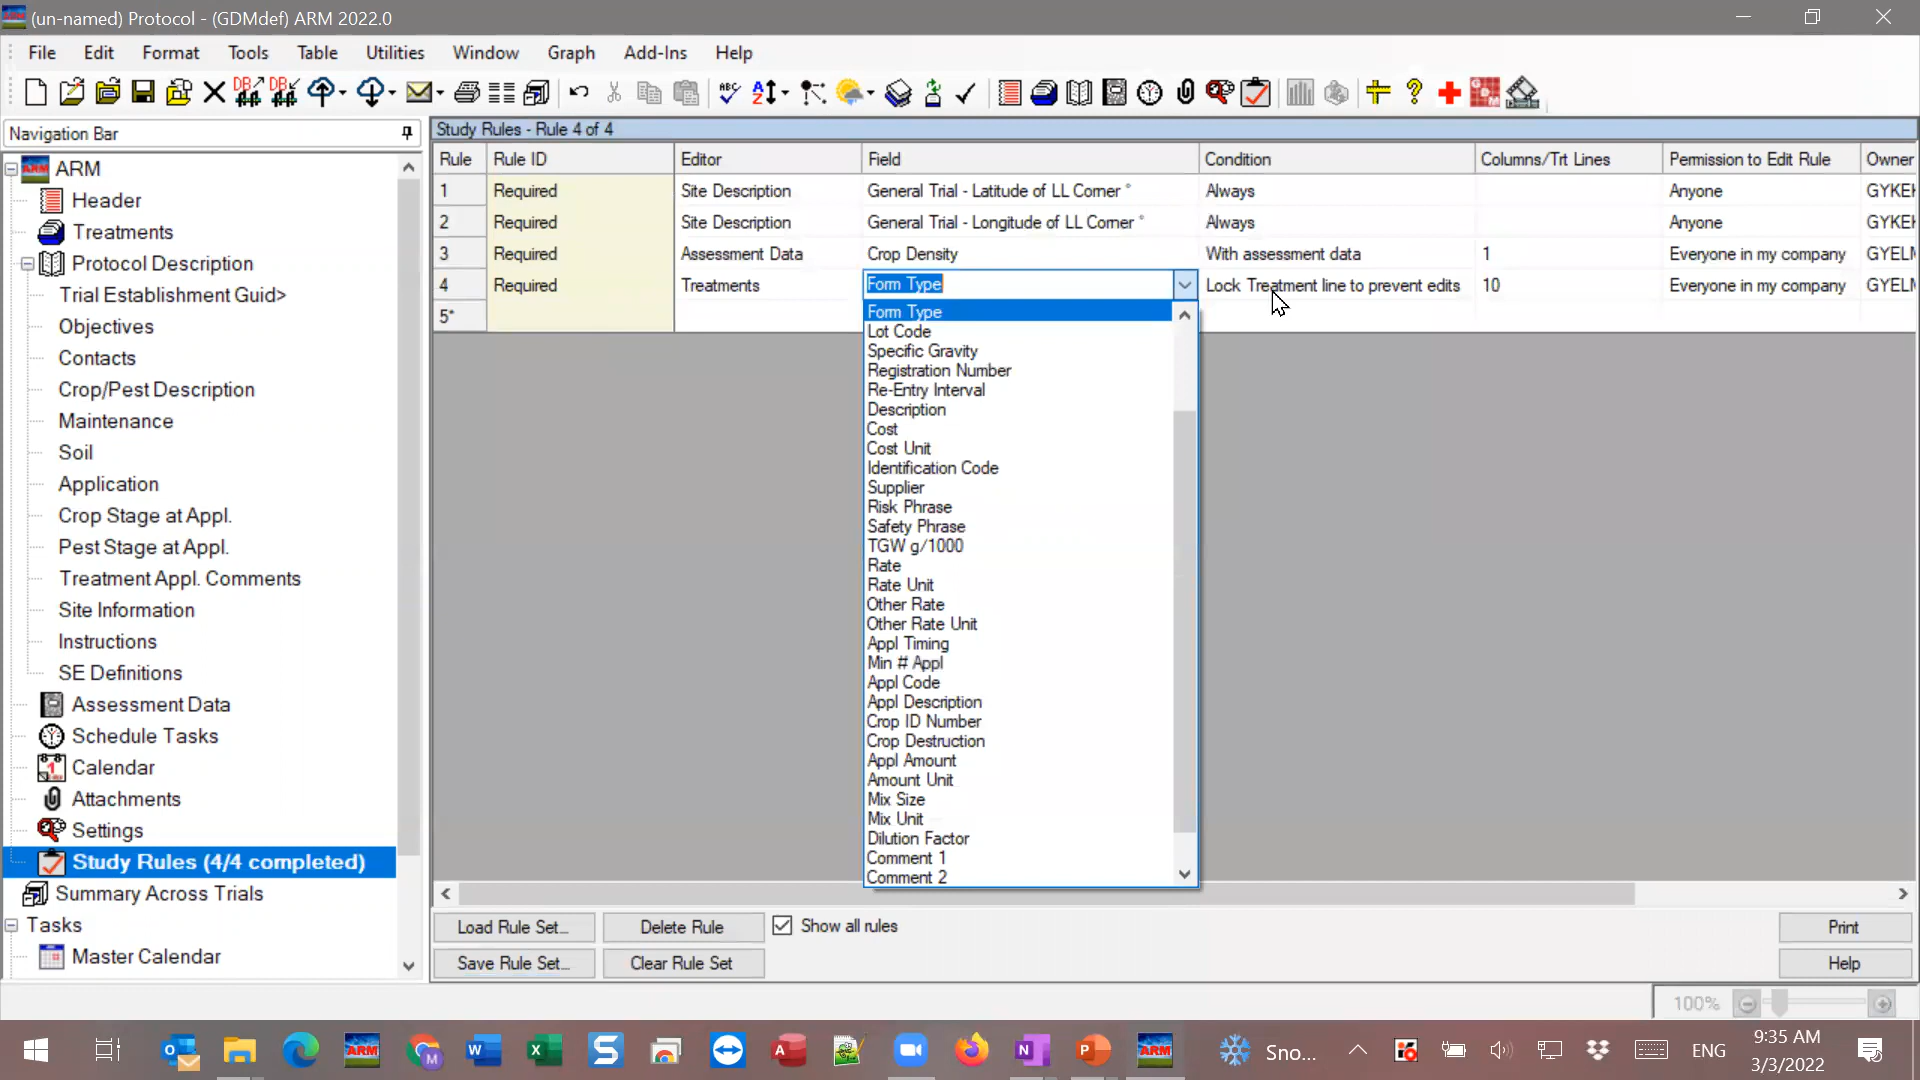 (un-named) Protocol - (GDMdef) ARM 2022.0
File Edit Format Tools Table Utilities Window Graph Add-Ins Help
Navigation Bar
ARM
Header
Treatments
Protocol Description
Trial Establishment Guid>
Objectives
Contacts
Crop/Pest Description
Maintenance
Soil
Application
Crop Stage at Appl.
Pest Stage at Appl.
Treatment Appl. Comments
Site Information
Instructions
SE Definitions
Assessment Data
Schedule Tasks
Calendar
Attachments
Settings
Study Rules (4/4 completed)
Summary Across Trials
Tasks
Master Calendar
Study Rules - Rule 4 of 4
Rule Rule ID Editor Field Condition Columns/Trt Lines Permission to Edit Rule Owner
1 Required Site Description General Trial - Latitude of LL Corner ° Always Anyone
2 Required Site Description General Trial - Longitude of LL Corner ° Always Anyone
3 Required Assessment Data Crop Density With assessment data 1 Everyone in my company
4 Required Treatments Form Type Lock Treatment line to prevent edits 10 Everyone in my company
5*
Form Type
Lot Code
Specific Gravity
Registration Number
Re-Entry Interval
Description
Cost
Cost Unit
Identification Code
Supplier
Risk Phrase
Safety Phrase
TGW g/1000
Rate
Rate Unit
Other Rate
Other Rate Unit
Appl Timing
Min # Appl
Appl Code
Appl Description
Crop ID Number
Crop Destruction
Appl Amount
Amount Unit
Mix Size
Mix Unit
Dilution Factor
Comment 1
Comment 2
Load Rule Set... Delete Rule Show all rules Print
Save Rule Set... Clear Rule Set Help
100%
Sno... ENG 9:35 AM
3/3/2022